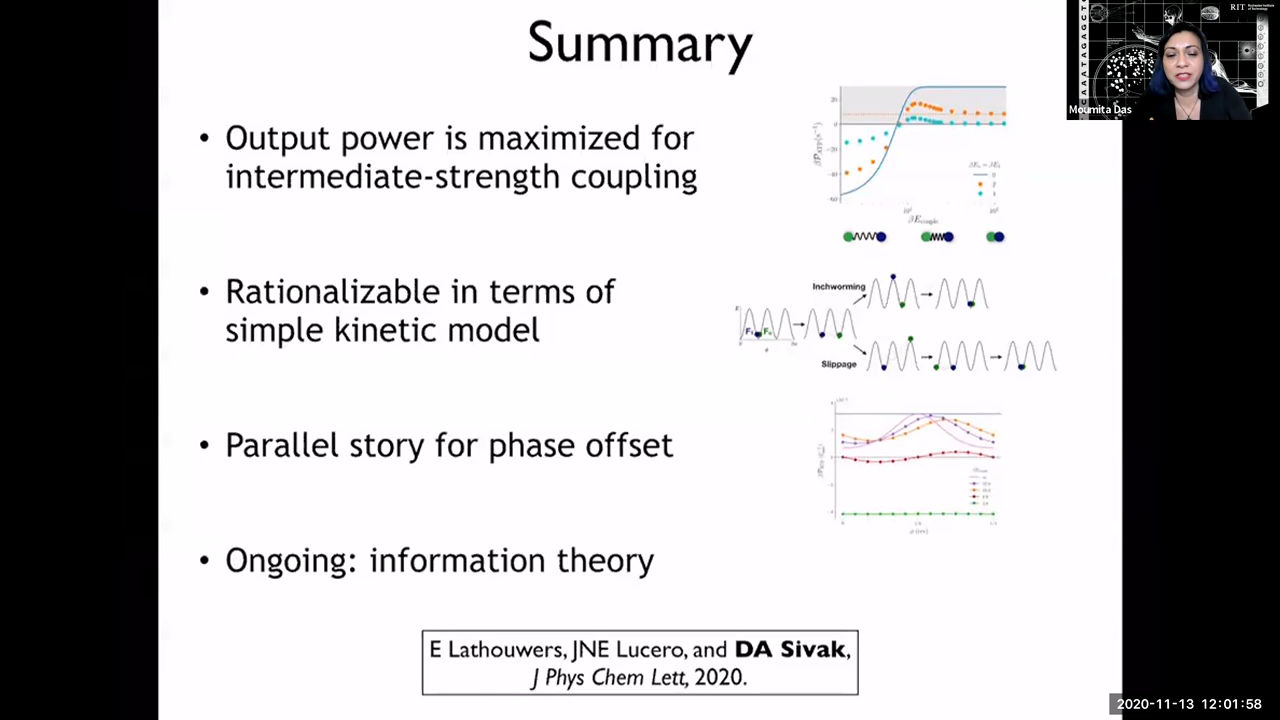 Summary
• Output power is maximized for
intermediate-strength coupling
• Rationalizable in terms of
simple kinetic model
• Parallel story for phase offset
• Ongoing: information theory
E Lathouwers, JNE Lucero, and DA Sivak,
J Phys Chem Lett, 2020.
Inchworming
Slippage
RIT
CAAATAGAGCTC
Moumita Das
2020-11-13 12:01:58